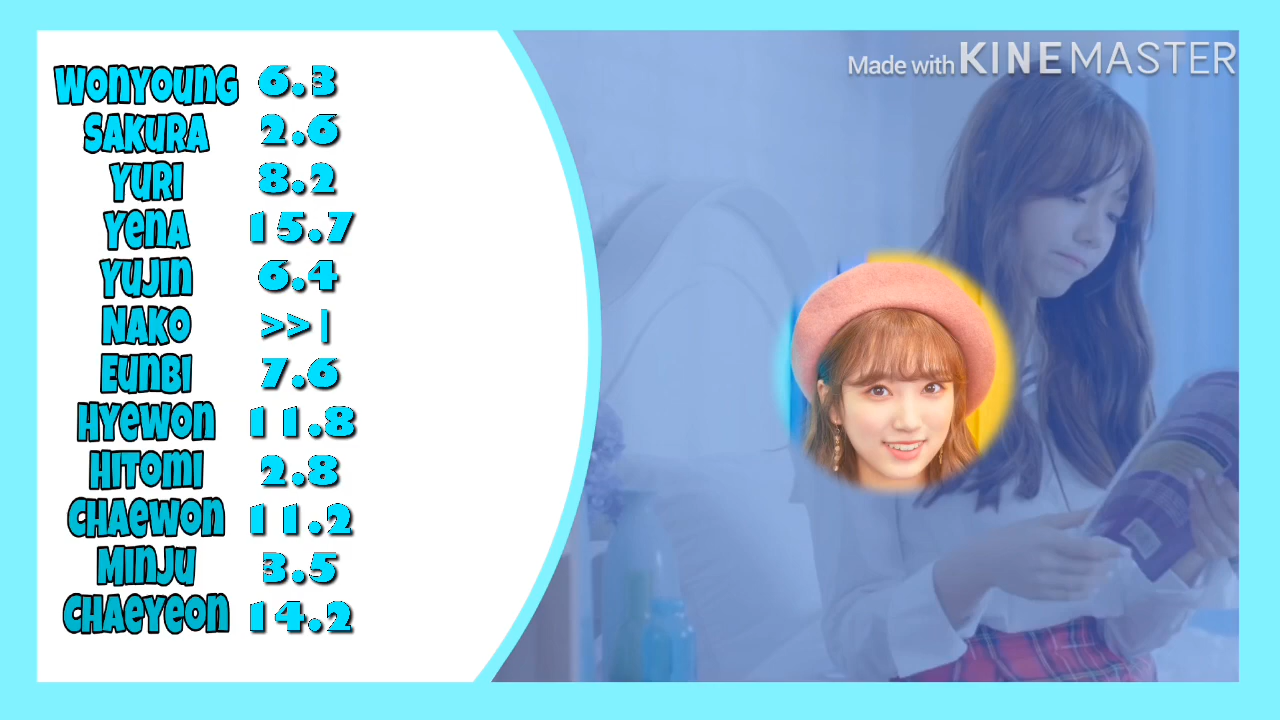 Made with KINEMASTER
Wonyoung 6.3
Sakura 2.6
Yuri 8.2
Yena 15.7
Yujin 6.4
Nako >>|
Eunbi 7.6
Hyewon 11.8
Hitomi 2.8
Chaewon 11.2
Minju 3.5
Chaeyeon 14.2